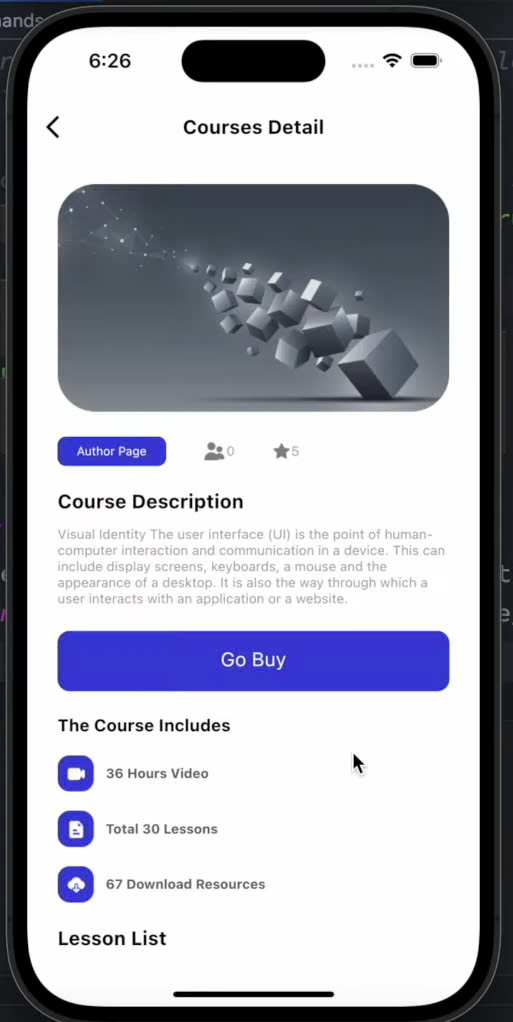 ands
6:26
Courses Detail
Author Page
0
5
Course Description
Visual Identity The user interface (UI) is the point of human-
computer interaction and communication in a device. This can
include display screens, keyboards, a mouse and the
appearance of a desktop. It is also the way through which a
user interacts with an application or a website.
Go Buy
The Course Includes
36 Hours Video
Total 30 Lessons
67 Download Resources
Lesson List